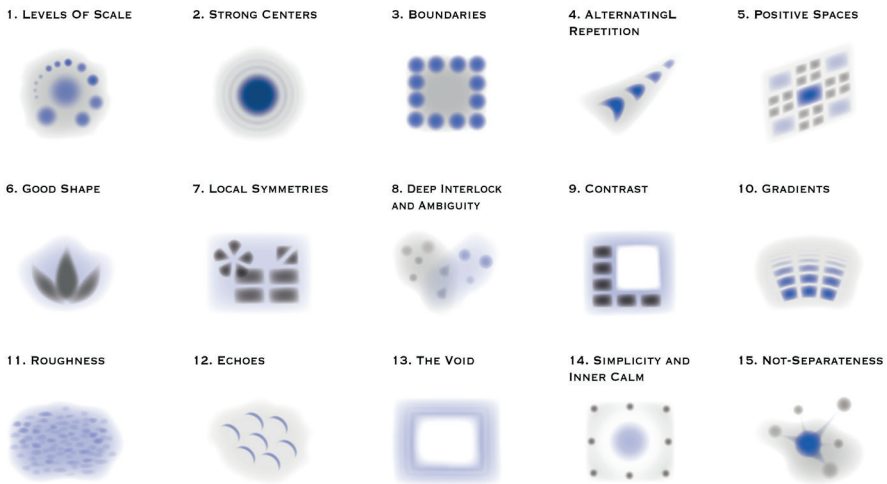 1. Levels Of Scale
2. Strong Centers
3. Boundaries
4. AlternatingL
Repetition
5. Positive Spaces
6. Good Shape
7. Local Symmetries
8. Deep Interlock
and Ambiguity
9. Contrast
10. Gradients
11. Roughness
12. Echoes
13. The Void
14. Simplicity and
Inner Calm
15. Not-Separateness